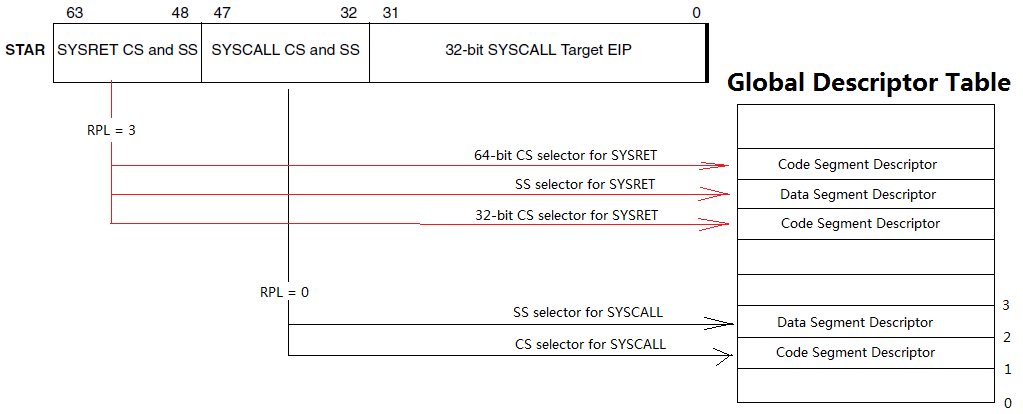 63 48 47 32 31 0
STAR SYSRET CS and SS SYSCALL CS and SS 32-bit SYSCALL Target EIP
Global Descriptor Table
RPL = 3
64-bit CS selector for SYSRET
Code Segment Descriptor
SS selector for SYSRET
Data Segment Descriptor
32-bit CS selector for SYSRET
Code Segment Descriptor
RPL = 0
3
SS selector for SYSCALL
Data Segment Descriptor
2
CS selector for SYSCALL
Code Segment Descriptor
1
0